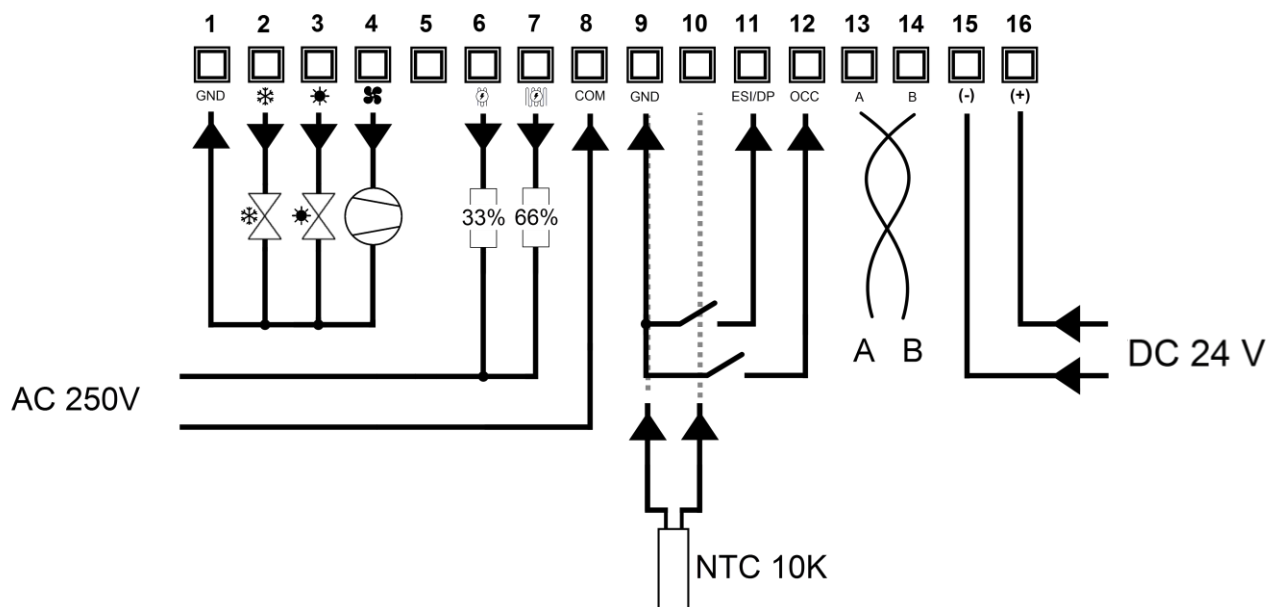 1 2 3 4 5 6 7 8 9 10 11 12 13 14 15 16
GND COM GND ESI/DP OCC A B (-) (+)
33% 66%
A B
DC 24 V
AC 250V
NTC 10K